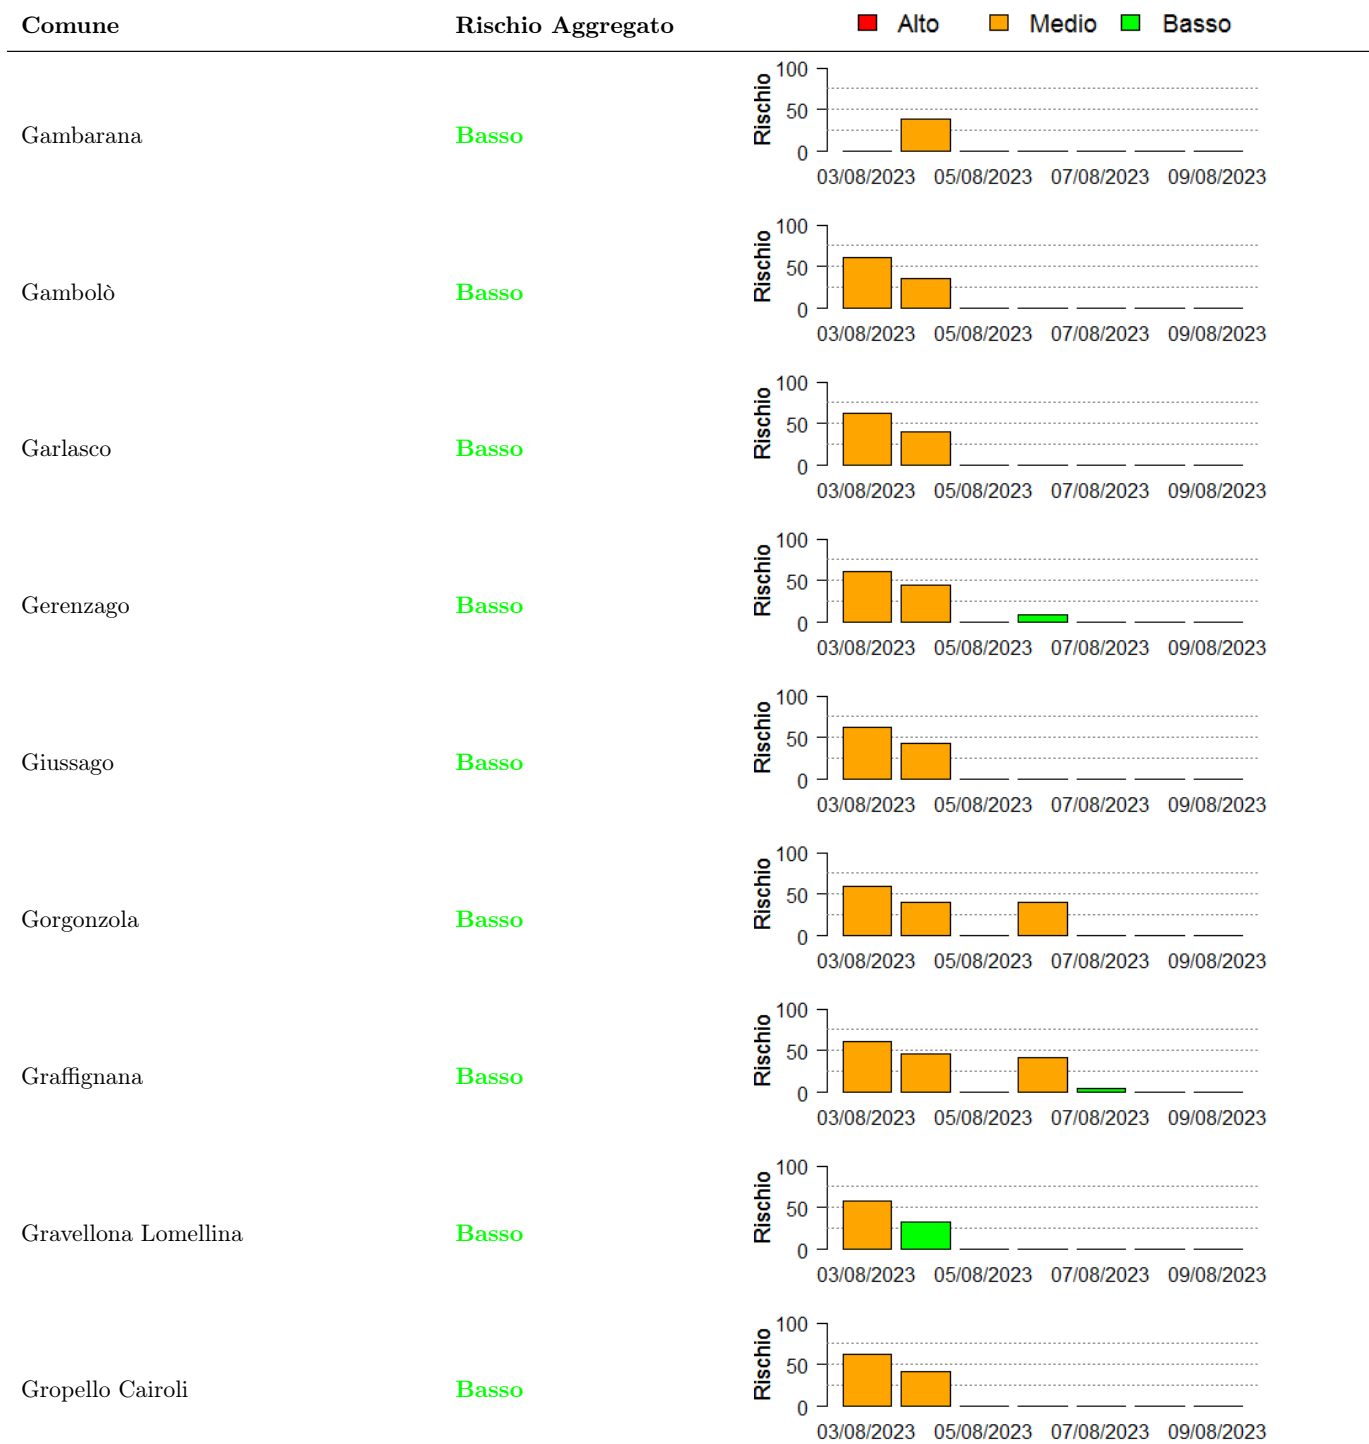 Comune Rischio Aggregato Alto Medio Basso
Gambarana Basso
Rischio
100
50
0
03/08/2023 05/08/2023 07/08/2023 09/08/2023
Gambolò Basso
Rischio
100
50
0
03/08/2023 05/08/2023 07/08/2023 09/08/2023
Garlasco Basso
Rischio
100
50
0
03/08/2023 05/08/2023 07/08/2023 09/08/2023
Gerenzago Basso
Rischio
100
50
0
03/08/2023 05/08/2023 07/08/2023 09/08/2023
Giussago Basso
Rischio
100
50
0
03/08/2023 05/08/2023 07/08/2023 09/08/2023
Gorgonzola Basso
Rischio
100
50
0
03/08/2023 05/08/2023 07/08/2023 09/08/2023
Graffignana Basso
Rischio
100
50
0
03/08/2023 05/08/2023 07/08/2023 09/08/2023
Gravellona Lomellina Basso
Rischio
100
50
0
03/08/2023 05/08/2023 07/08/2023 09/08/2023
Gropello Cairoli Basso
Rischio
100
50
0
03/08/2023 05/08/2023 07/08/2023 09/08/2023